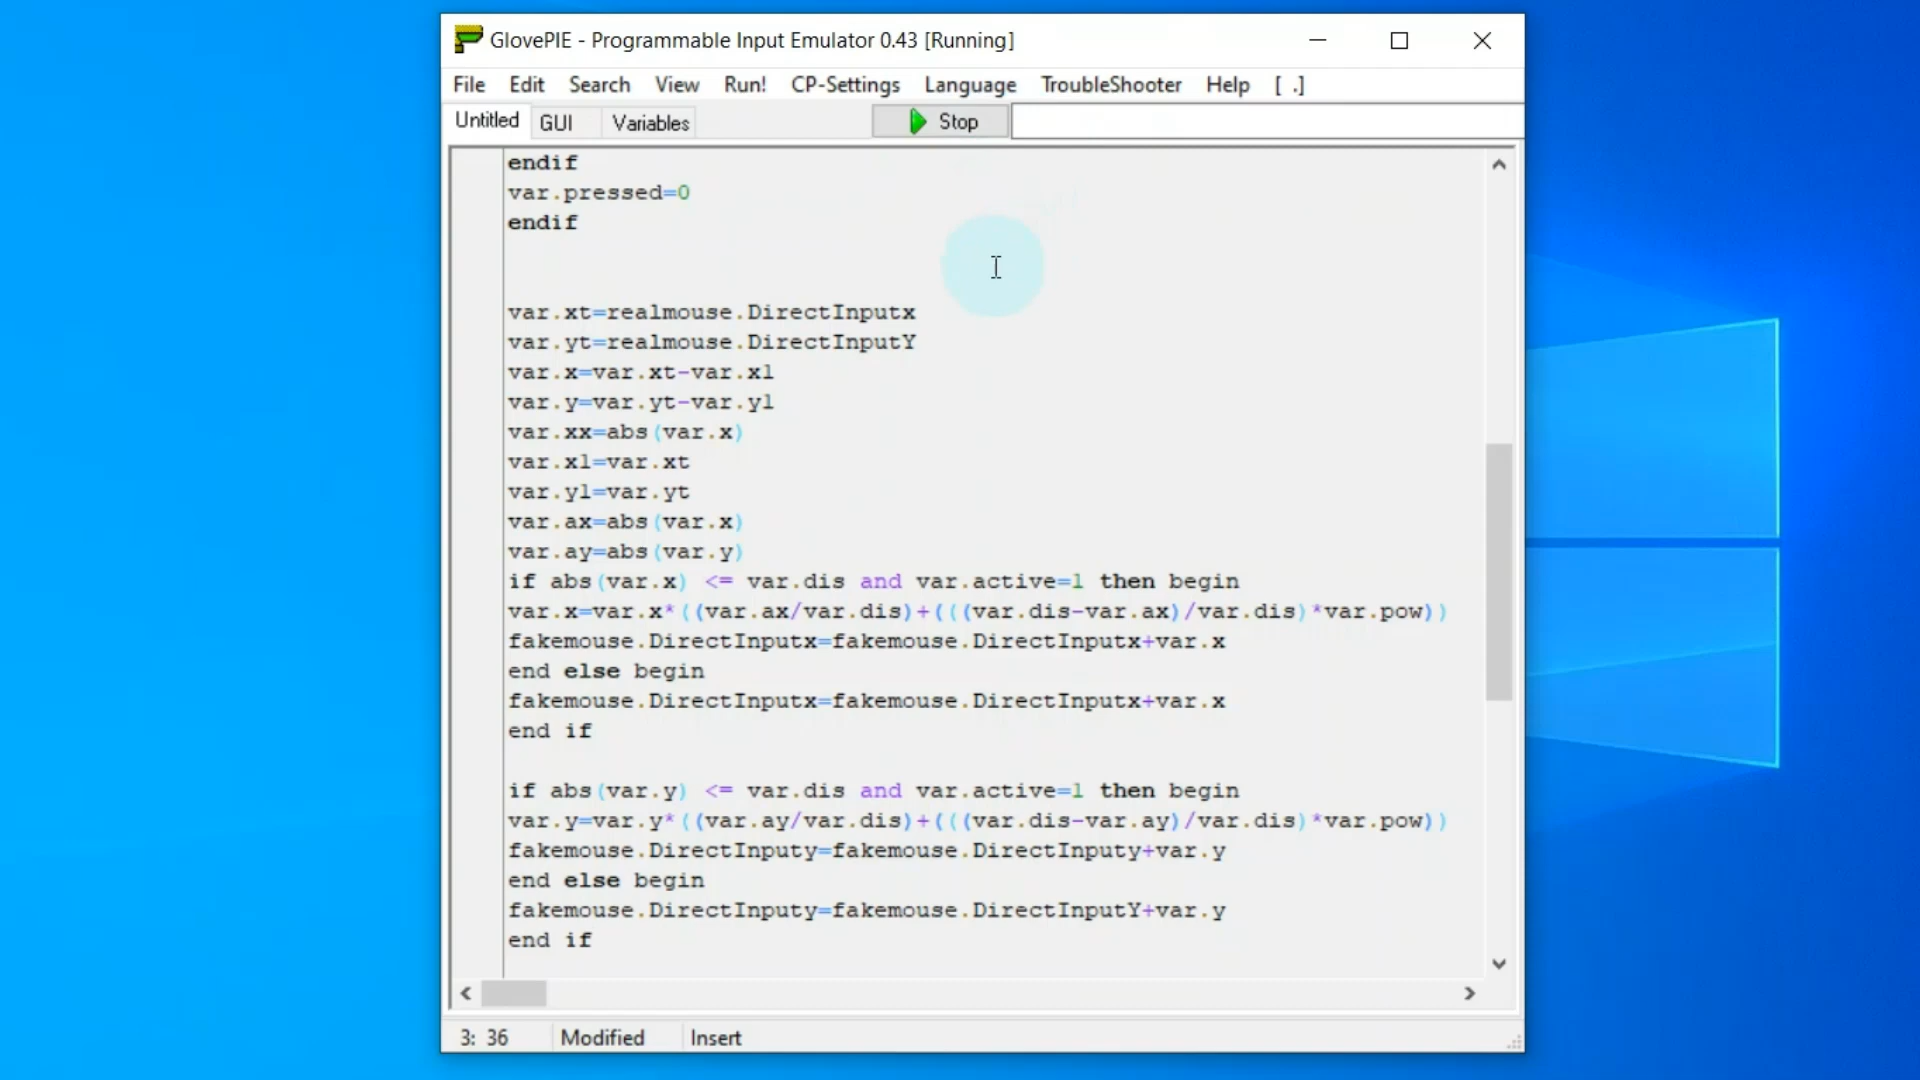 GlovePIE - Programmable Input Emulator 0.43 [Running]
File Edit Search View Run! CP-Settings Language TroubleShooter Help [ .]
Untitled GUI Variables Stop
endif
var.pressed=0
endif
var.xt=realmouse.DirectInputx
var.yt=realmouse.DirectInputY
var.x=var.xt-var.xl
var.y=var.yt-var.yl
var.xx=abs(var.x)
var.xl=var.xt
var.yl=var.yt
var.ax=abs(var.x)
var.ay=abs(var.y)
if abs(var.x) <= var.dis and var.active=1 then begin
var.x=var.x*((var.ax/var.dis)+(((var.dis-var.ax)/var.dis)*var.pow))
fakemouse.DirectInputx=fakemouse.DirectInputx+var.x
end else begin
fakemouse.DirectInputx=fakemouse.DirectInputx+var.x
end if
if abs(var.y) <= var.dis and var.active=1 then begin
var.y=var.y*((var.ay/var.dis)+(((var.dis-var.ay)/var.dis)*var.pow))
fakemouse.DirectInputy=fakemouse.DirectInputy+var.y
end else begin
fakemouse.DirectInputy=fakemouse.DirectInputY+var.y
end if
3: 36 Modified Insert